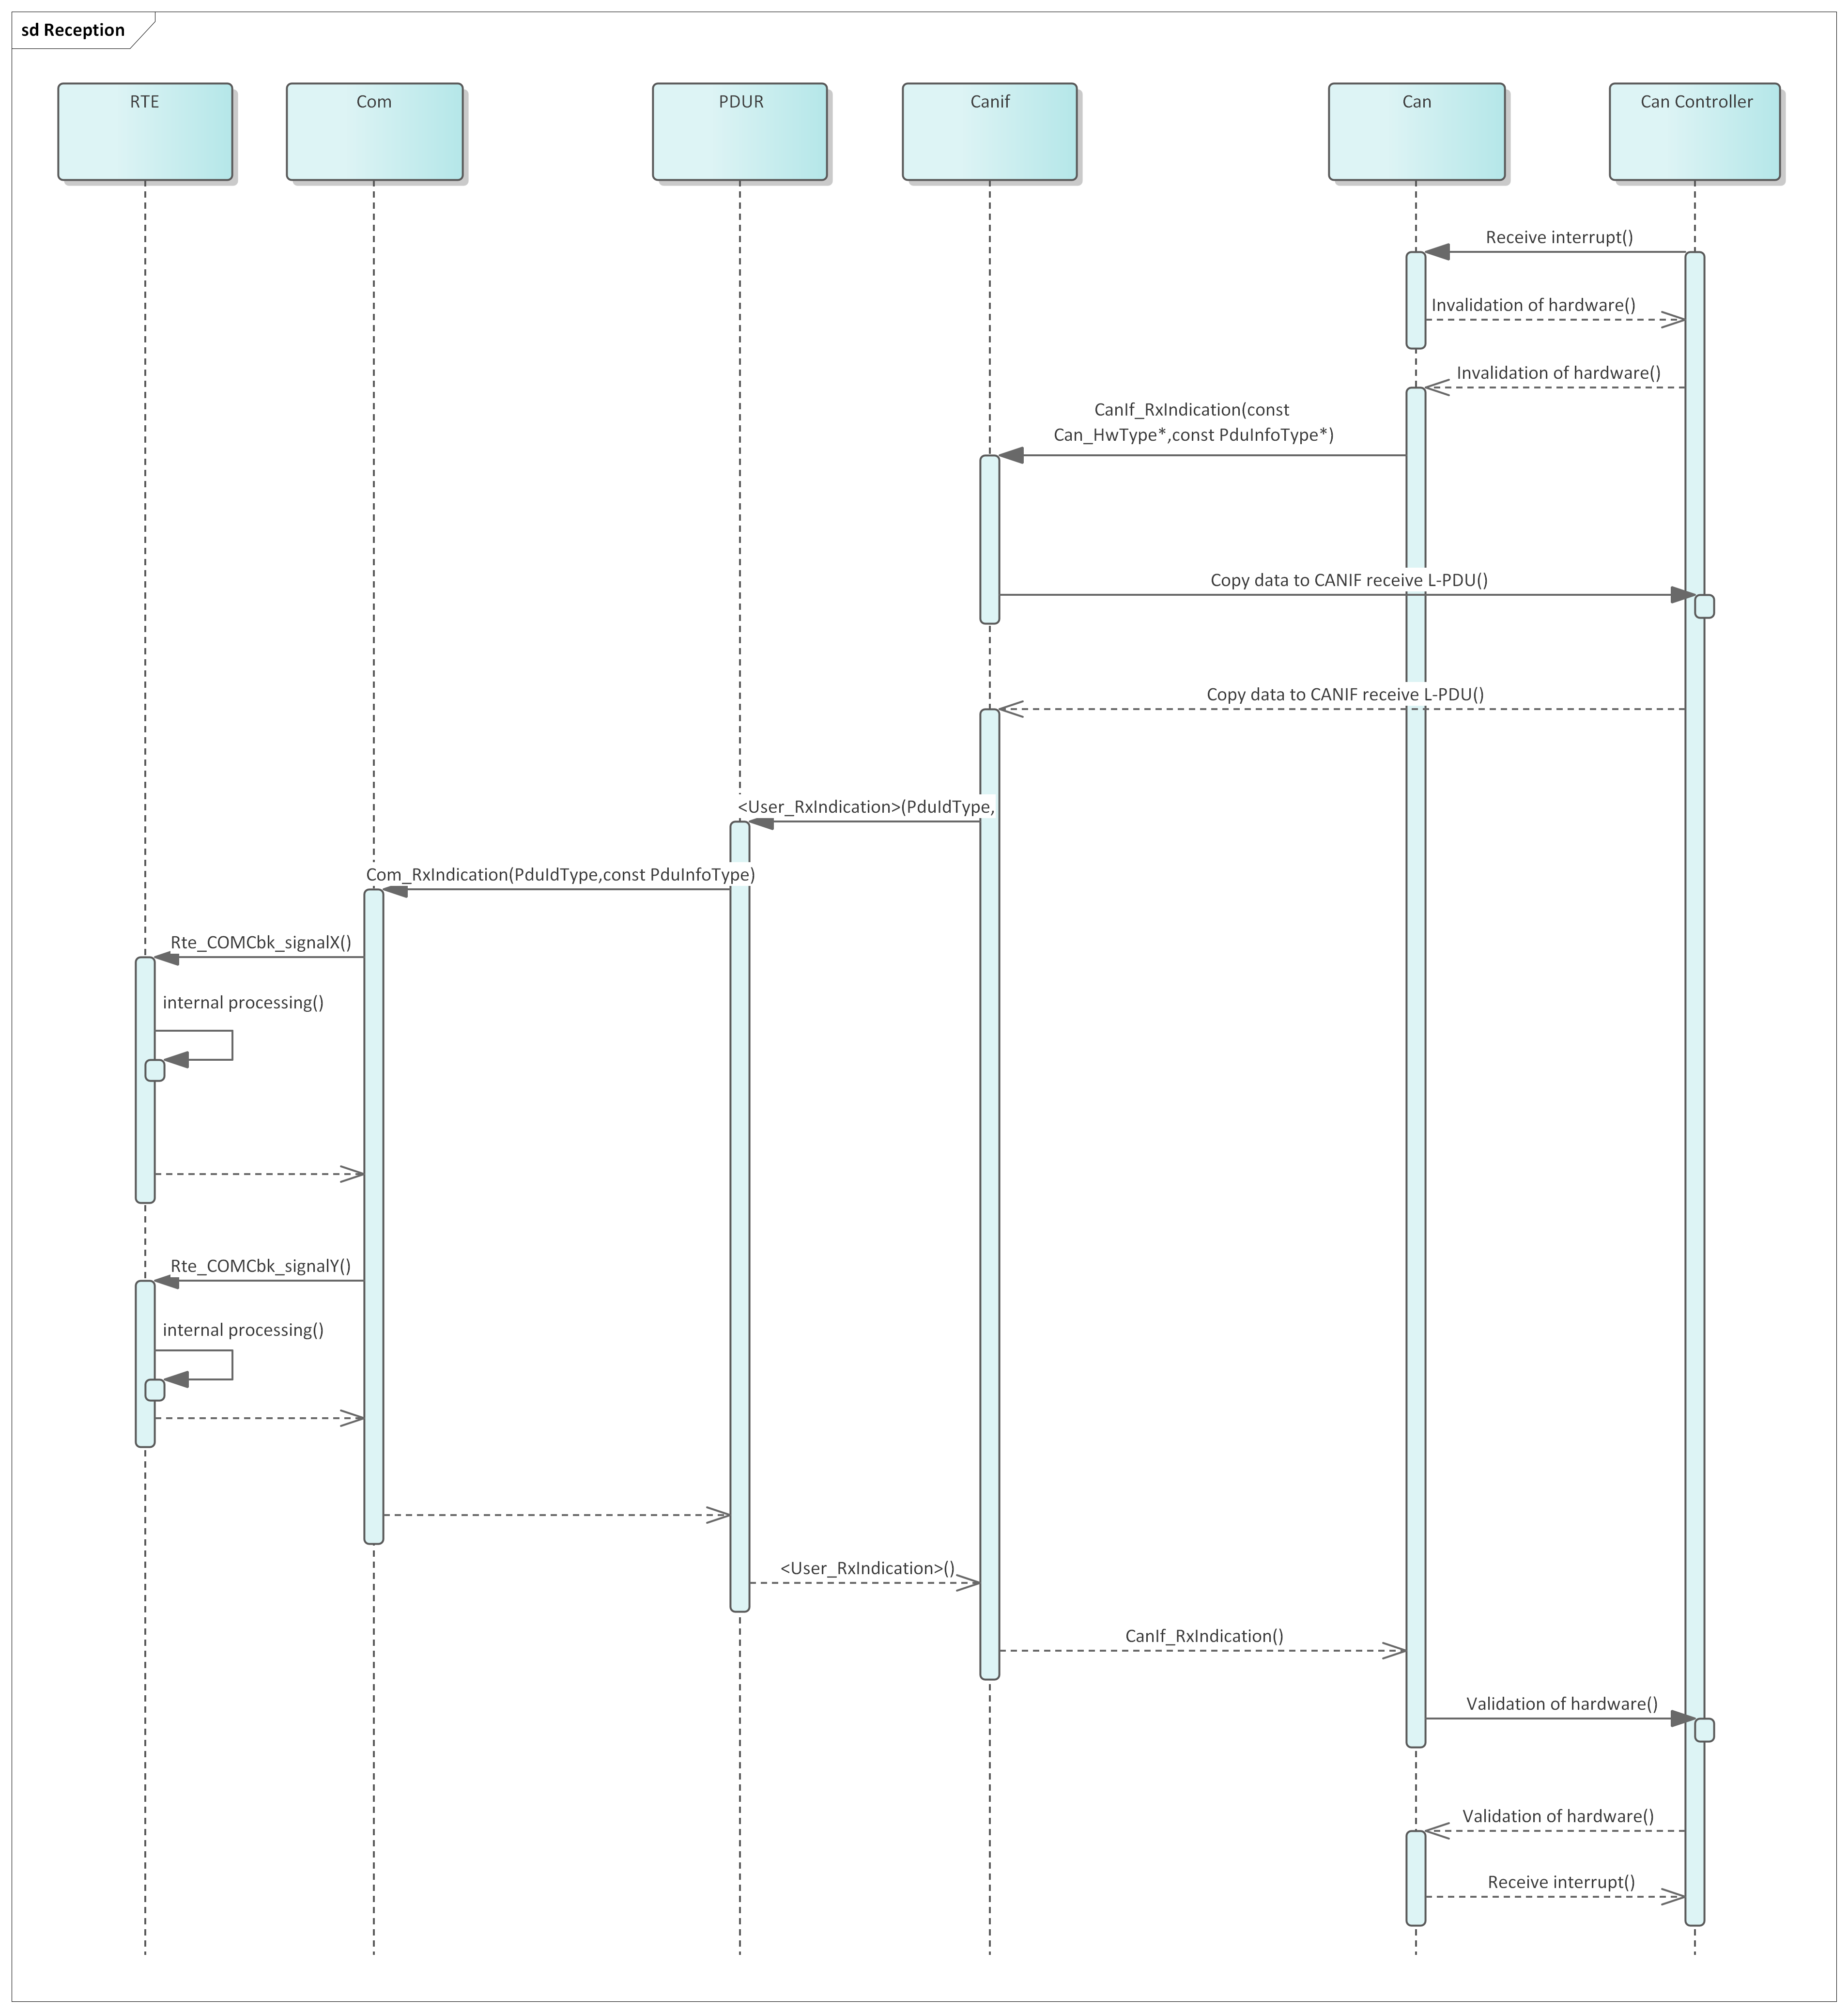 sd Reception
RTE
Com
PDUR
Canif
Can
Can Controller
Receive interrupt()
Invalidation of hardware()
Invalidation of hardware()
CanIf_RxIndication(const
Can_HwType*,const PduInfoType*)
Copy data to CANIF receive L-PDU()
Copy data to CANIF receive L-PDU()
<User_RxIndication>(PduIdType,
Com_RxIndication(PduIdType,const PduInfoType)
Rte_COMCbk_signalX()
internal processing()
Rte_COMCbk_signalY()
internal processing()
<User_RxIndication>()
CanIf_RxIndication()
Validation of hardware()
Validation of hardware()
Receive interrupt()